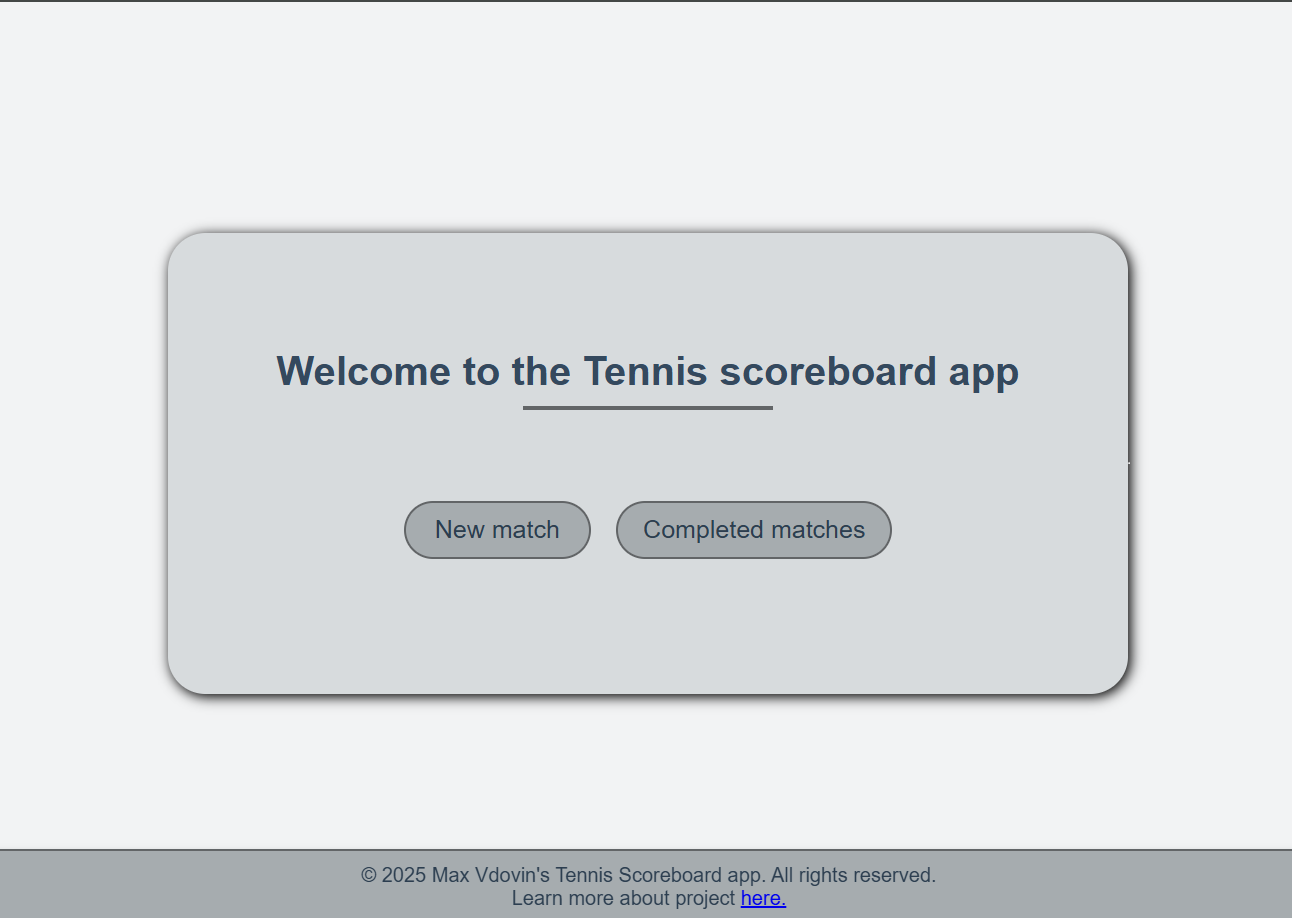 Welcome to the Tennis scoreboard app
New match
Completed matches
© 2025 Max Vdovin's Tennis Scoreboard app. All rights reserved.
Learn more about project here.